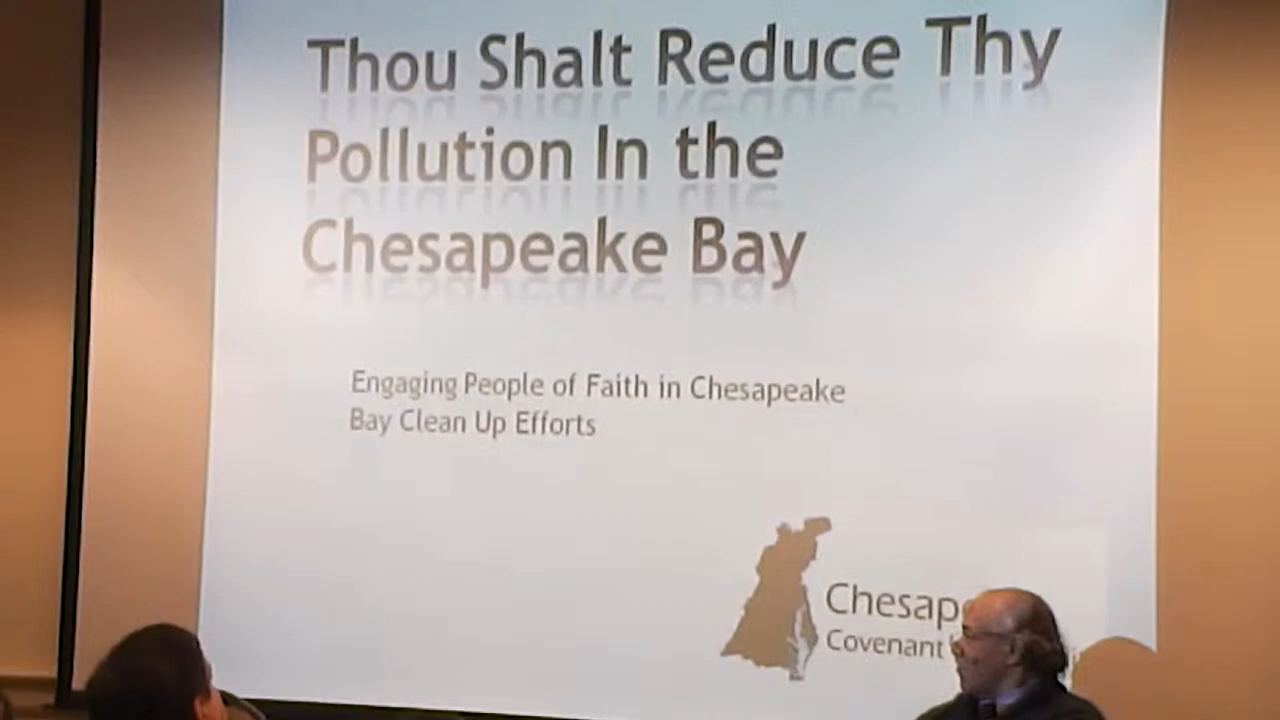 Thou Shalt Reduce Thy
Pollution In the
Chesapeake Bay
Engaging People of Faith in Chesapeake
Bay Clean Up Efforts
Chesap
Covenant